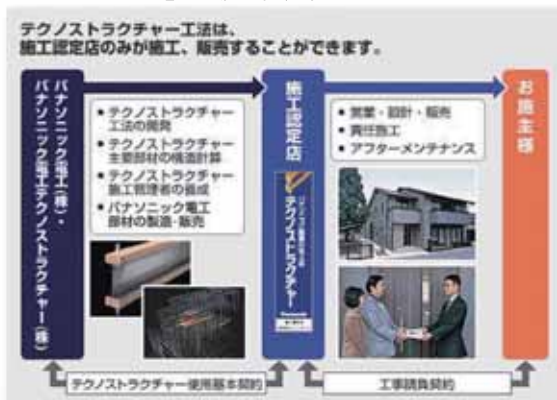 テクノストラクチャー工法は、
施工認定店のみが施工、販売することができます。
パナソニック電工(株)・
パナソニック電工テクノストラクチャー(株)
• テクノストラクチャー
工法の開発
• テクノストラクチャー
主要部材の構造計算
• テクノストラクチャー
施工管理者の養成
• パナソニック電工
部材の製造・販売
施工認定店
テクノストラクチャー
• 営業・設計・販売
• 責任施工
• アフターメンテナンス
お施主様
テクノストラクチャー使用基本契約
工事請負契約